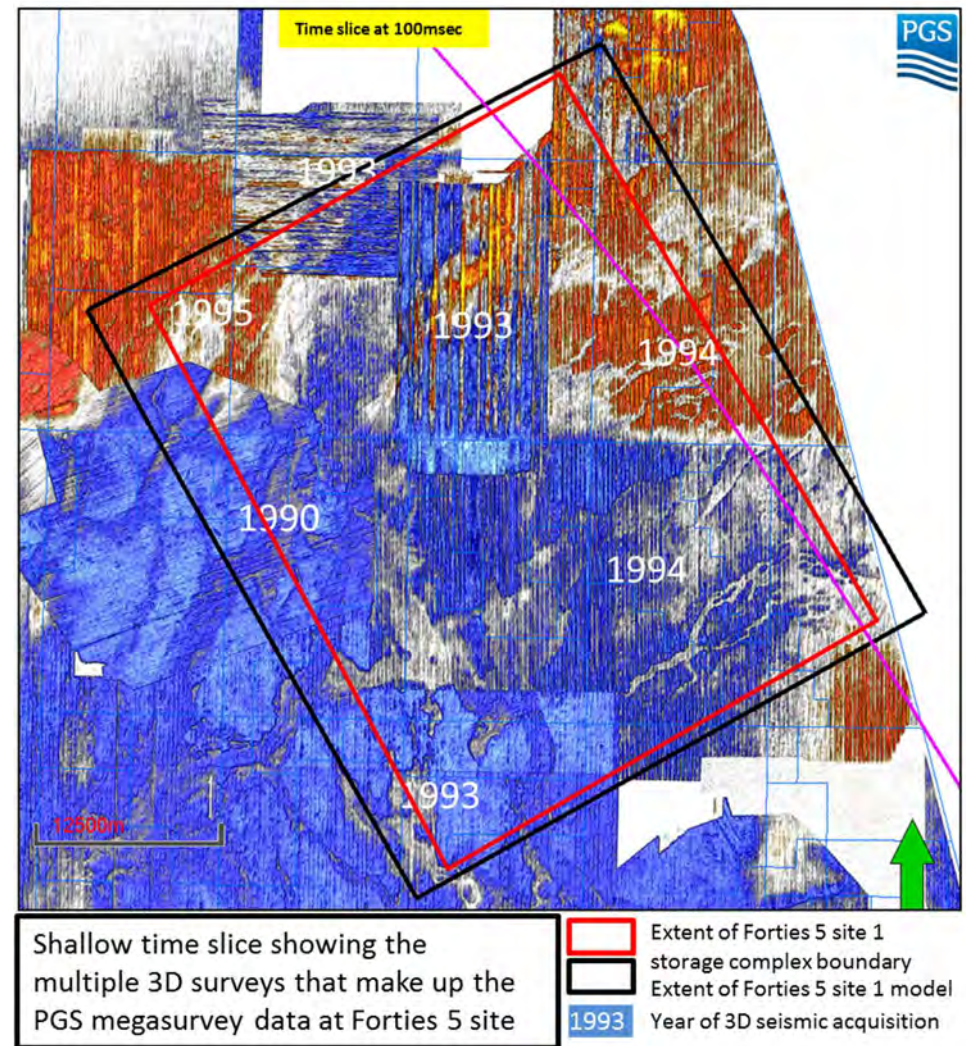 Time slice at 100msec
PGS
1993
1995
1993
1994
1990
1994
1993
12500m
Shallow time slice showing the
multiple 3D surveys that make up the
PGS megasurvey data at Forties 5 site
Extent of Forties 5 site 1
storage complex boundary
Extent of Forties 5 site 1 model
1993 Year of 3D seismic acquisition